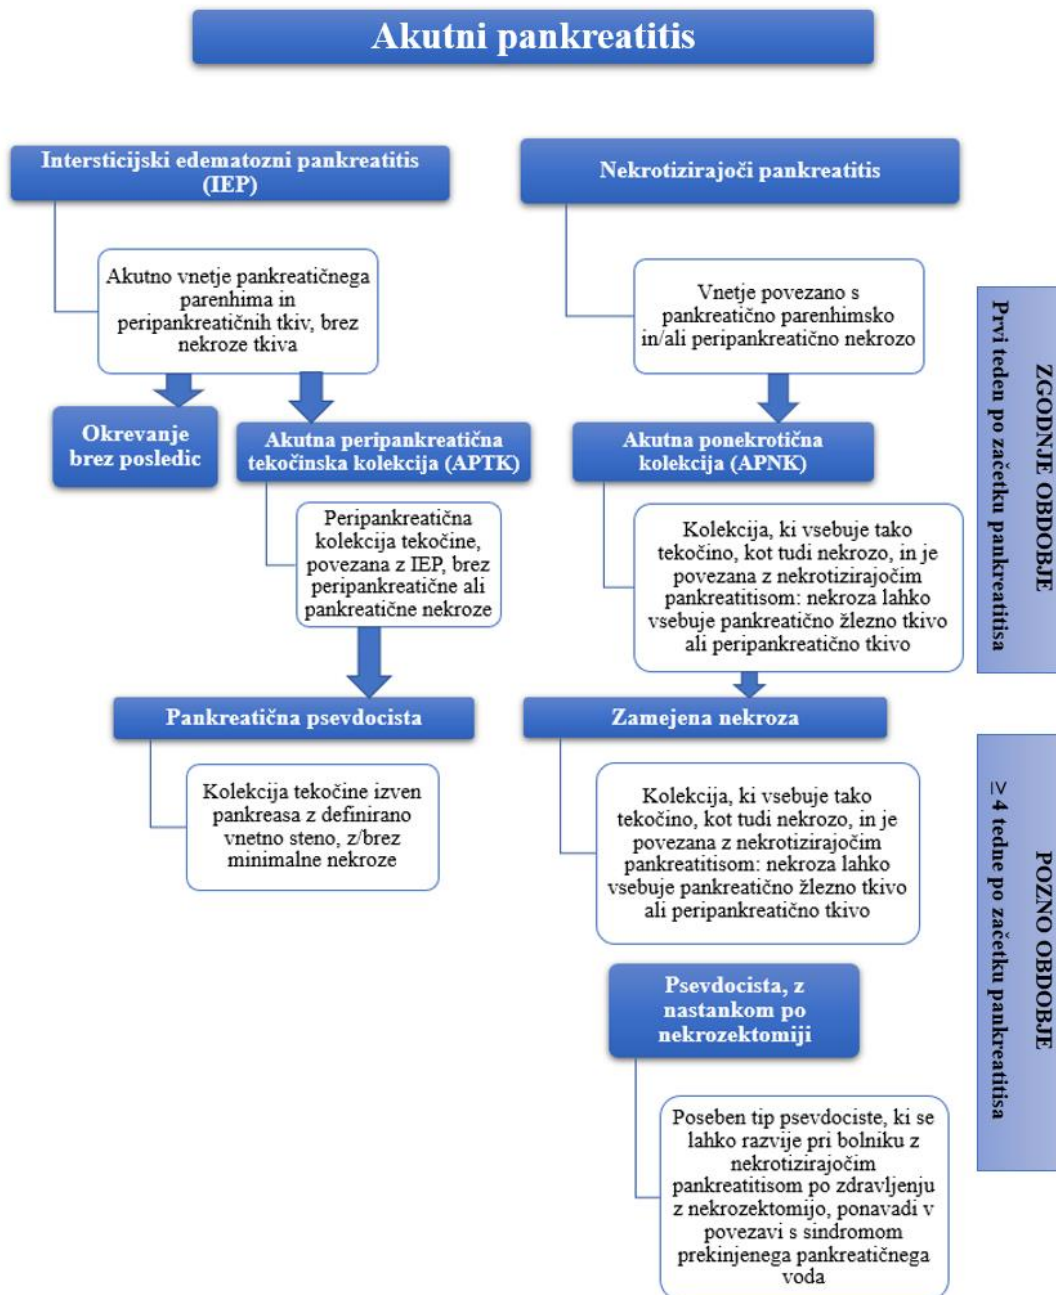 Akutni pankreatitis
Intersticijski edematozni pankreatitis
(IEP)
Akutno vnetje pankreatičnega
parenhima in
peripankreatičnih tkiv, brez
nekroze tkiva
Okrevanje
brez posledic
Akutna peripankreatična
tekočinska kolekcija (APTK)
Peripankreatična
kolekcija tekočine,
povezana z IEP, brez
peripankreatične ali
pankreatične nekroze
Pankreatična psevdocista
Kolekcija tekočine izven
pankreasa z definirano
vnetno steno, z/brez
minimalne nekroze
Nekrotizirajoči pankreatitis
Vnetje povezano s
pankreatično parenhimsko
in/ali peripankreatično nekrozo
Akutna ponekrotična
kolekcija (APNK)
Kolekcija, ki vsebuje tako
tekočino, kot tudi nekrozo, in je
povezana z nekrotizirajočim
pankreatitisom: nekroza lahko
vsebuje pankreatično žlezno tkivo
ali peripankreatično tkivo
Zamejena nekroza
Kolekcija, ki vsebuje tako
tekočino, kot tudi nekrozo, in je
povezana z nekrotizirajočim
pankreatitisom: nekroza lahko
vsebuje pankreatično žlezno tkivo
ali peripankreatično tkivo
Psevdocista, z
nastankom po
nekrozektomiji
Poseben tip psevdociste, ki se
lahko razvije pri bolniku z
nekrotizirajočim
pankreatitisom po zdravljenju
z nekrozektomijo, ponavadi v
povezavi s sindromom
prekinjenega pankreatičnega
voda
ZGODNJE OBDOBJE
Prvi teden po začetku pankreatitisa
POZNO OBDOBJE
≥ 4 tedne po začetku pankreatitisa